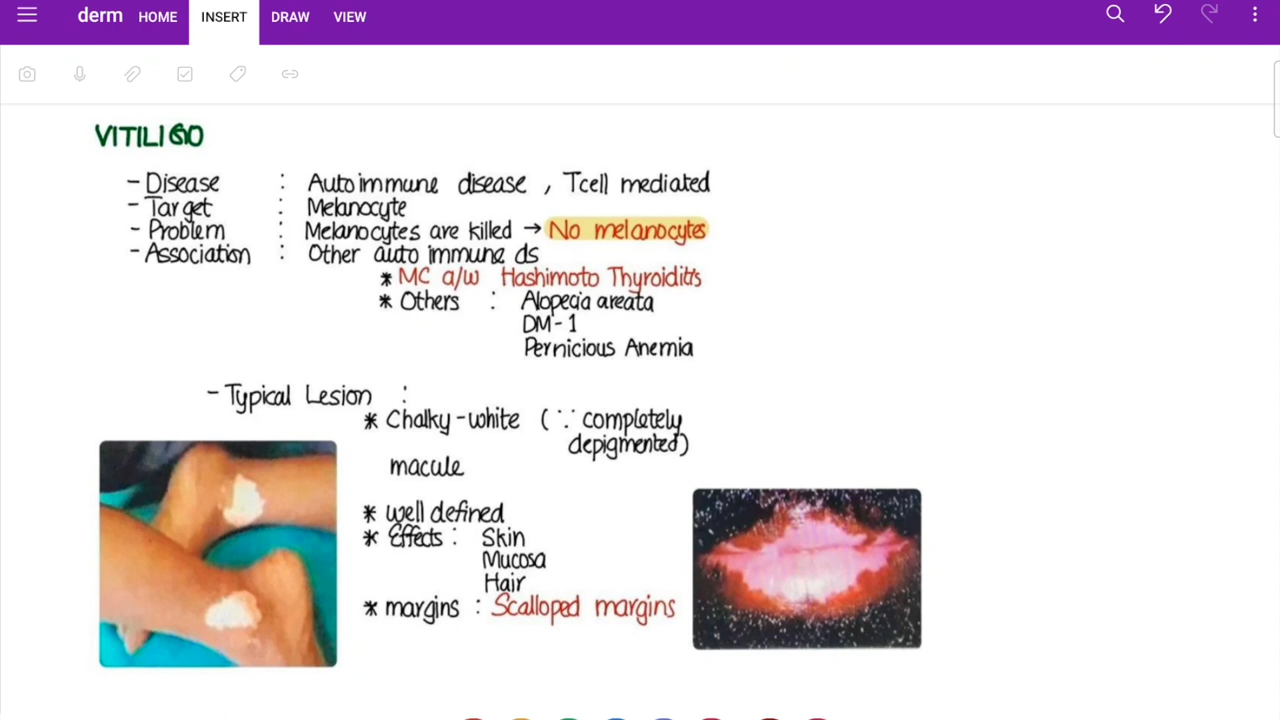 derm HOME INSERT DRAW VIEW
VITILIGO
- Disease : Autoimmune disease , Tcell mediated
- Target : Melanocyte
- Problem : Melanocytes are killed → No melanocytes
- Association : Other auto immune ds
* MC a/w Hashimoto Thyroiditis
* Others : Alopecia areata
DM-1
Pernicious Anemia
- Typical Lesion :
* Chalky-white ( ∵ completely
depigmented)
macule
* well defined
* Effects : Skin
Mucosa
Hair
* margins : Scalloped margins